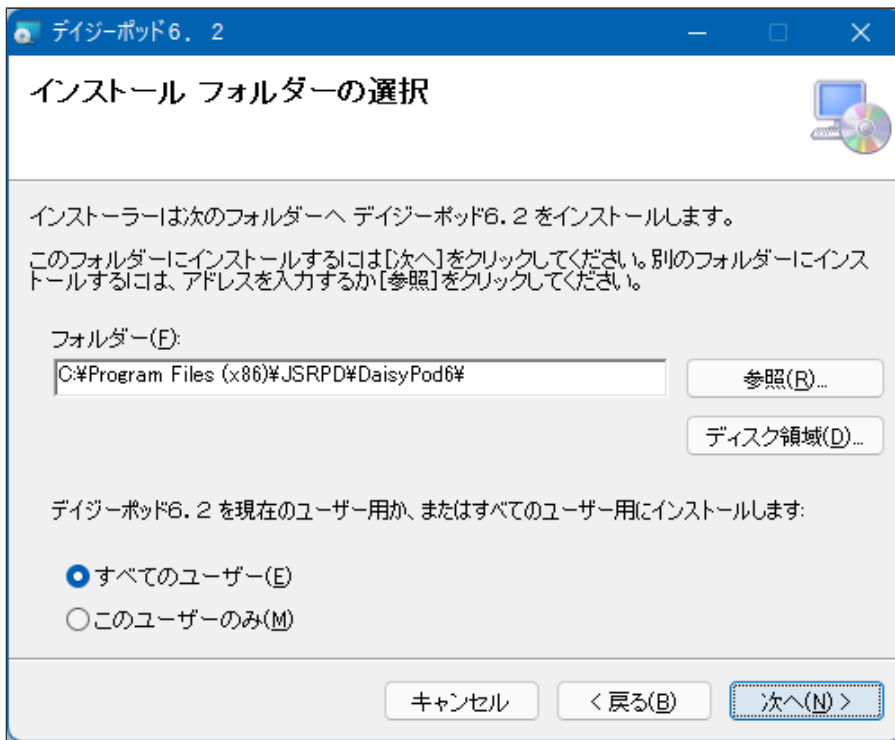 デイジーポッド6．2
インストール フォルダーの選択
インストーラーは次のフォルダーへ デイジーポッド6．2 をインストールします。
このフォルダーにインストールするには[次へ]をクリックしてください。別のフォルダーにインス
トールするには、アドレスを入力するか[参照]をクリックしてください。
フォルダー(F):
C:¥Program Files (x86)¥JSRPD¥DaisyPod6¥
参照(R)...
ディスク領域(D)...
デイジーポッド6．2 を現在のユーザー用か、またはすべてのユーザー用にインストールします:
すべてのユーザー(E)
このユーザーのみ(M)
キャンセル
< 戻る(B)
次へ(N) >